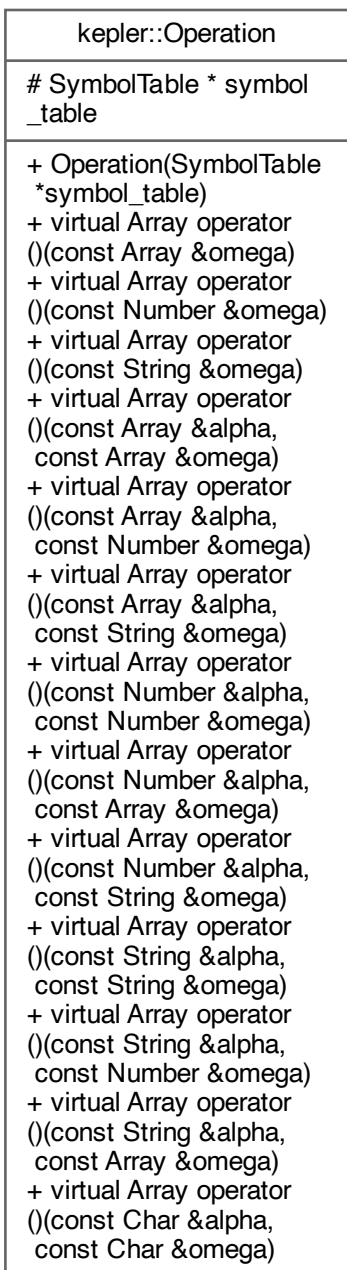 kepler::Operation
# SymbolTable * symbol
_table
+ Operation(SymbolTable
*symbol_table)
+ virtual Array operator
()(const Array &omega)
+ virtual Array operator
()(const Number &omega)
+ virtual Array operator
()(const String &omega)
+ virtual Array operator
()(const Array &alpha,
const Array &omega)
+ virtual Array operator
()(const Array &alpha,
const Number &omega)
+ virtual Array operator
()(const Array &alpha,
const String &omega)
+ virtual Array operator
()(const Number &alpha,
const Number &omega)
+ virtual Array operator
()(const Number &alpha,
const Array &omega)
+ virtual Array operator
()(const Number &alpha,
const String &omega)
+ virtual Array operator
()(const String &alpha,
const String &omega)
+ virtual Array operator
()(const String &alpha,
const Number &omega)
+ virtual Array operator
()(const String &alpha,
const Array &omega)
+ virtual Array operator
()(const Char &alpha,
const Char &omega)